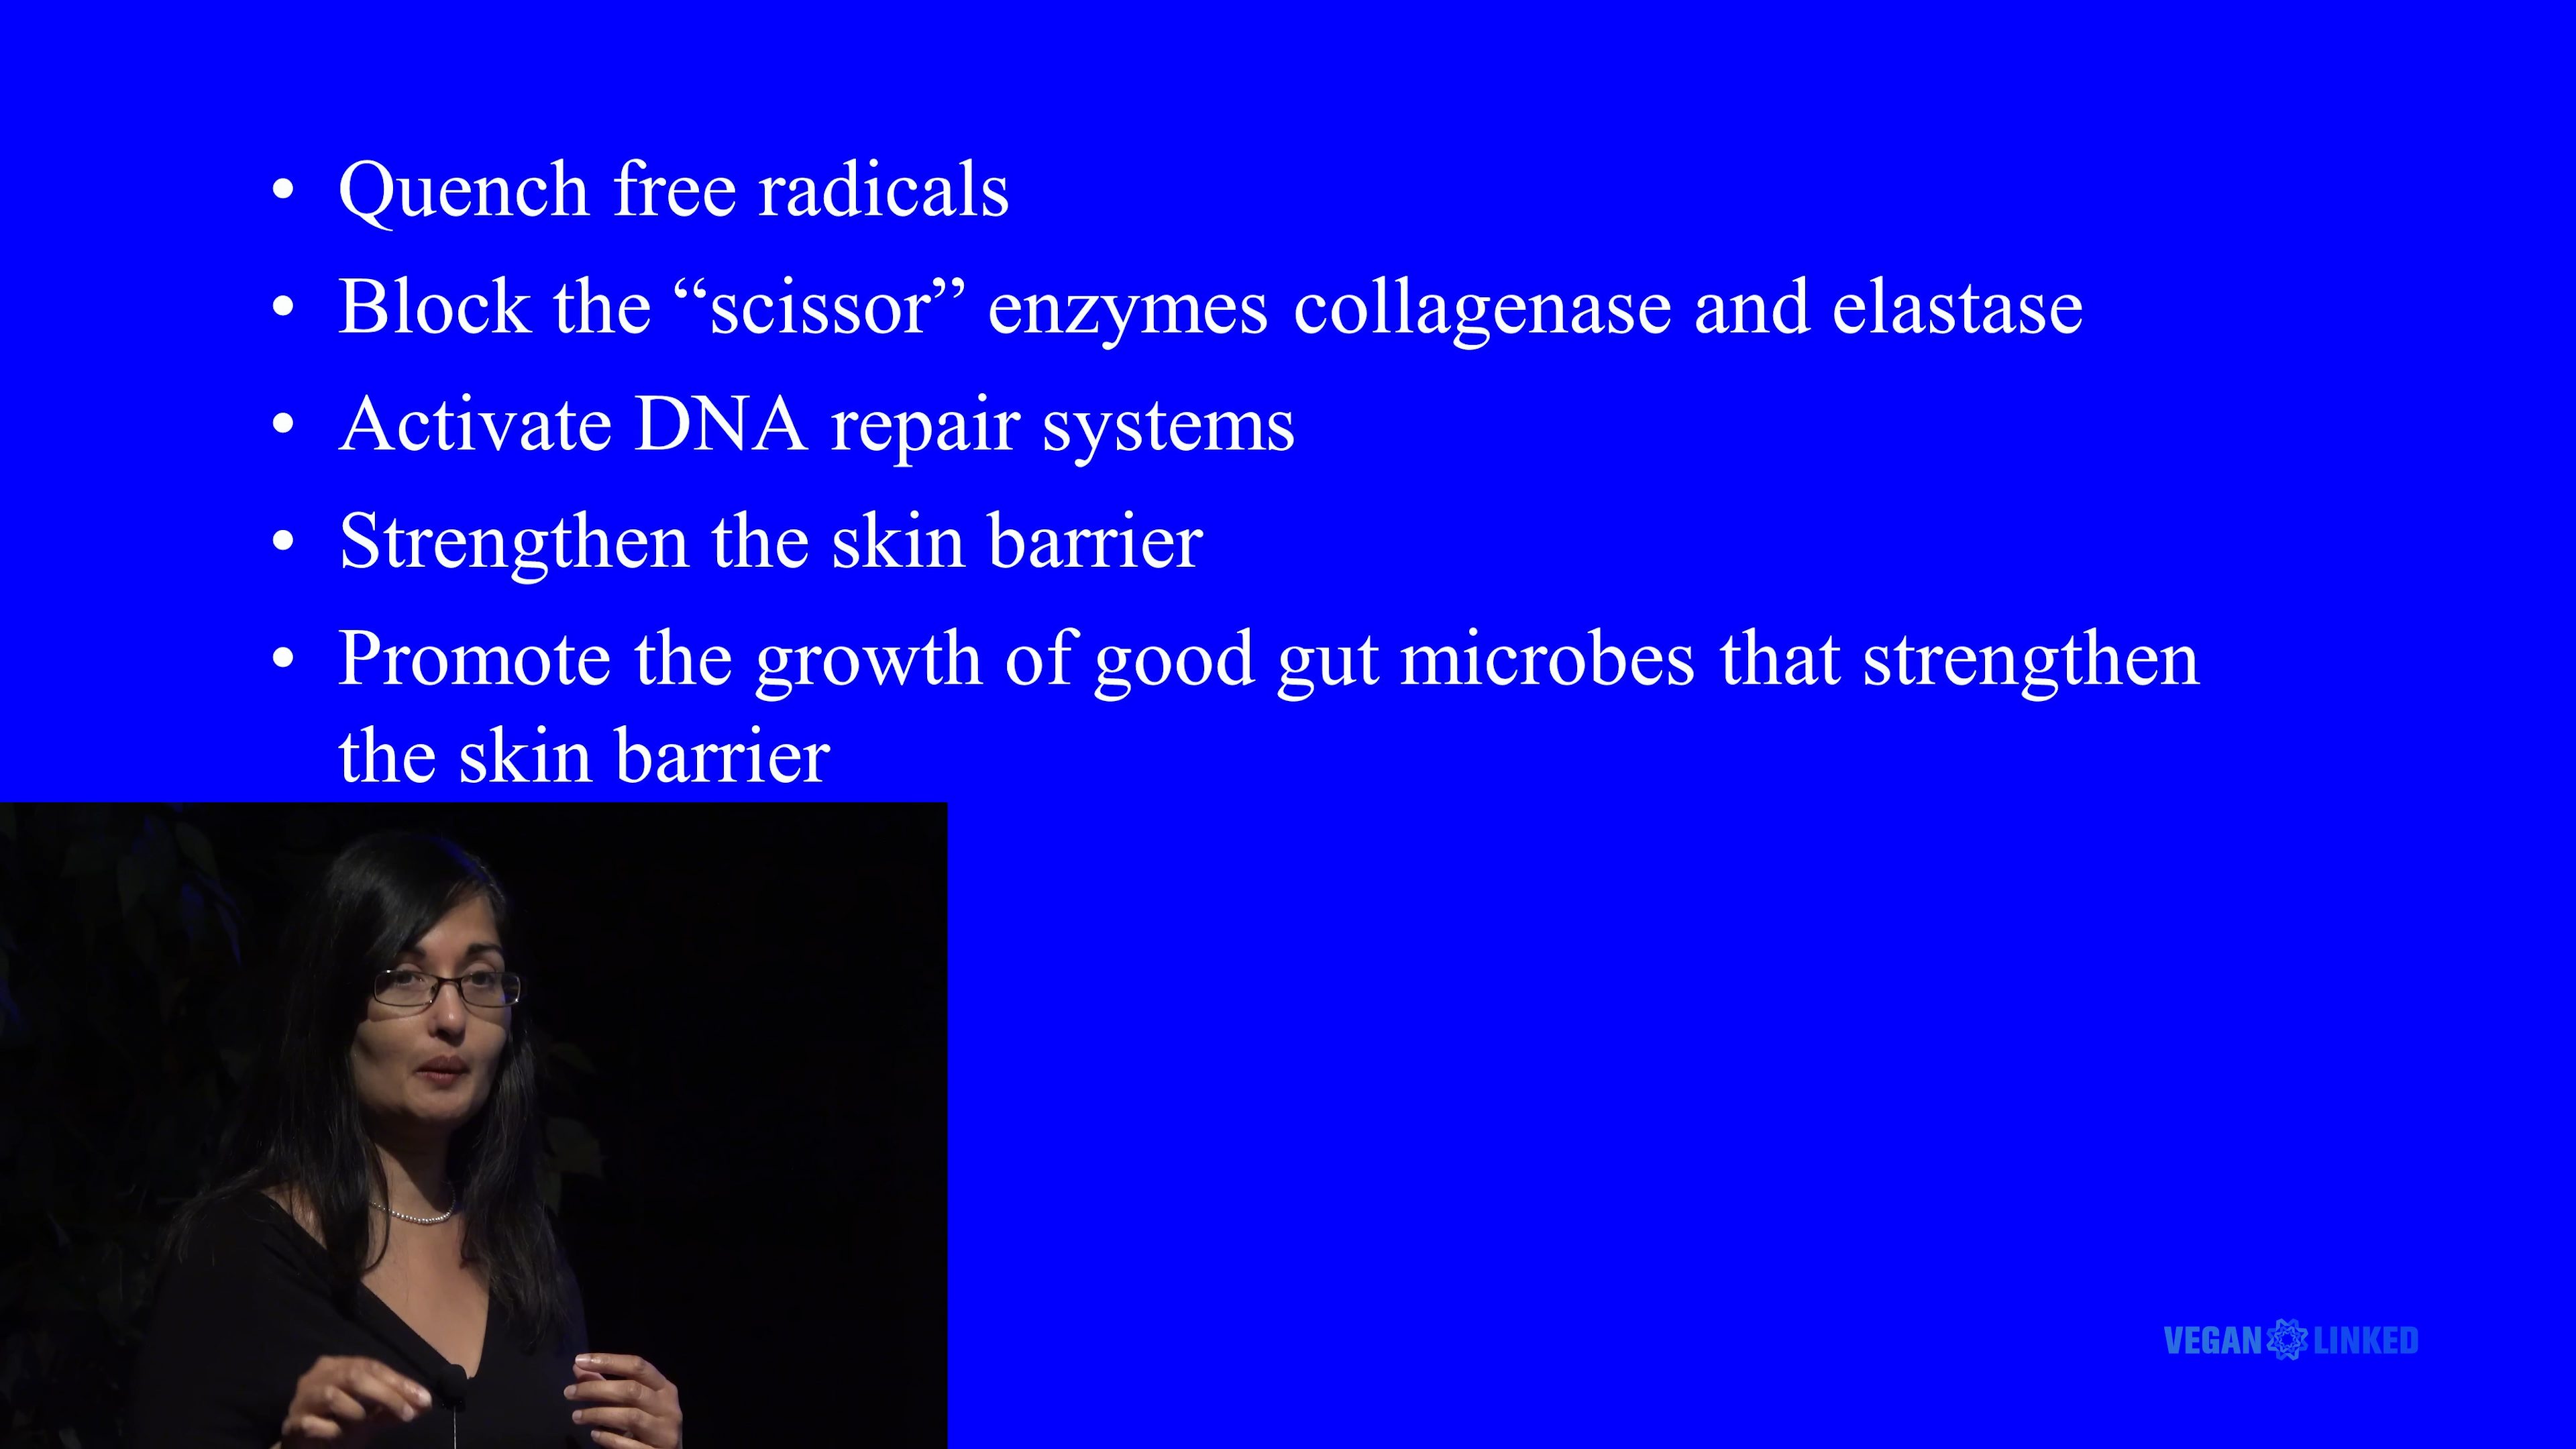 • Quench free radicals
• Block the “scissor” enzymes collagenase and elastase
• Activate DNA repair systems
• Strengthen the skin barrier
• Promote the growth of good gut microbes that strengthen
the skin barrier
VEGAN LINKED